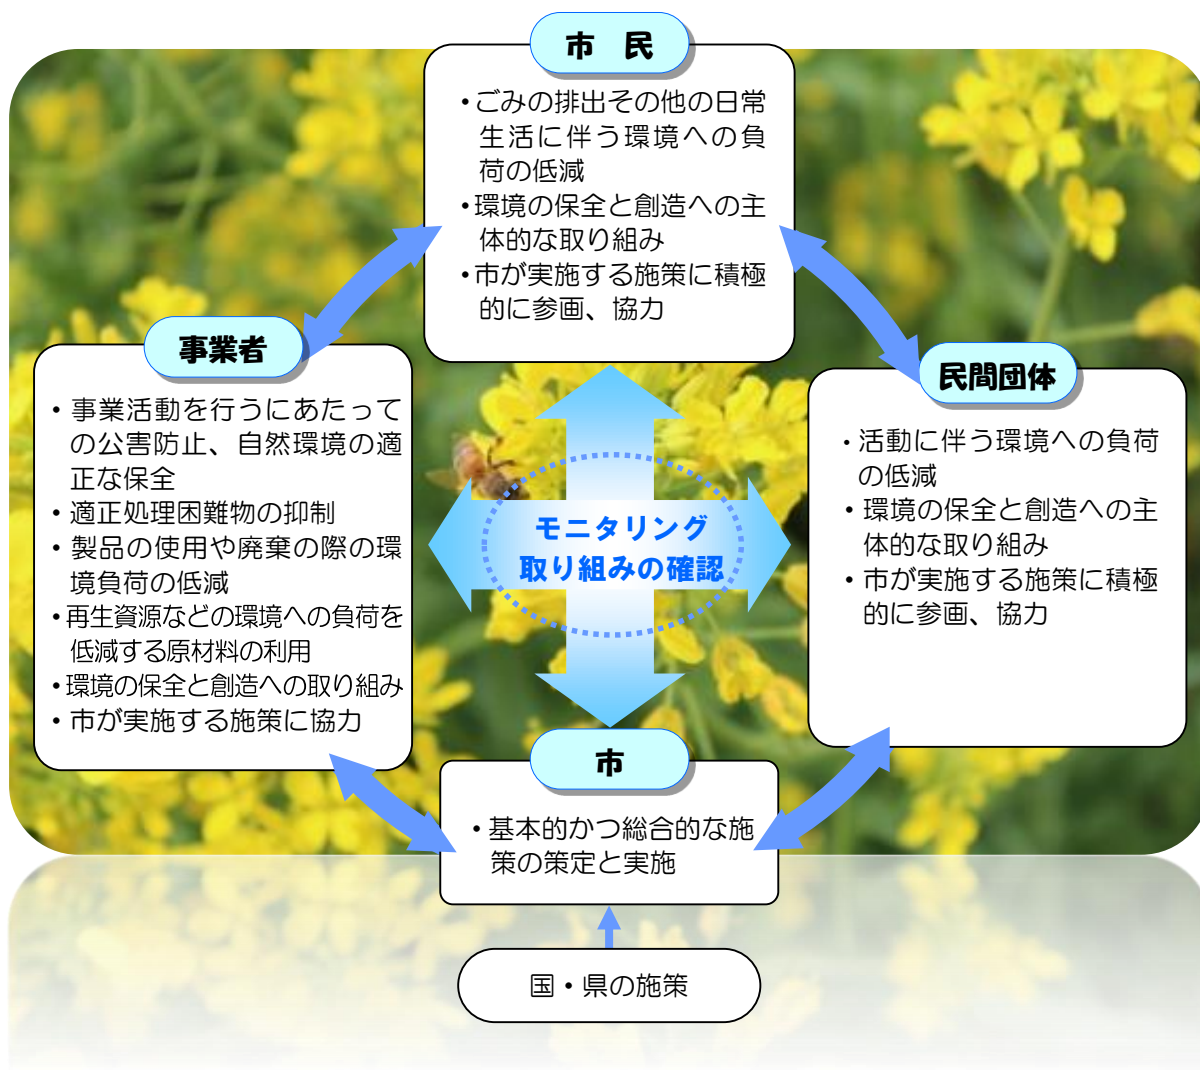 市　民
・ごみの排出その他の日常
生活に伴う環境への負
荷の低減
・環境の保全と創造への主
体的な取り組み
・市が実施する施策に積極
的に参画、協力
事業者
・事業活動を行うにあたって
の公害防止、自然環境の適
正な保全
・適正処理困難物の抑制
・製品の使用や廃棄の際の環
境負荷の低減
・再生資源などの環境への負荷を
低減する原材料の利用
・環境の保全と創造への取り組み
・市が実施する施策に協力
モニタリング
取り組みの確認
民間団体
・活動に伴う環境への負荷
の低減
・環境の保全と創造への主
体的な取り組み
・市が実施する施策に積極
的に参画、協力
市
・基本的かつ総合的な施
策の策定と実施
国・県の施策